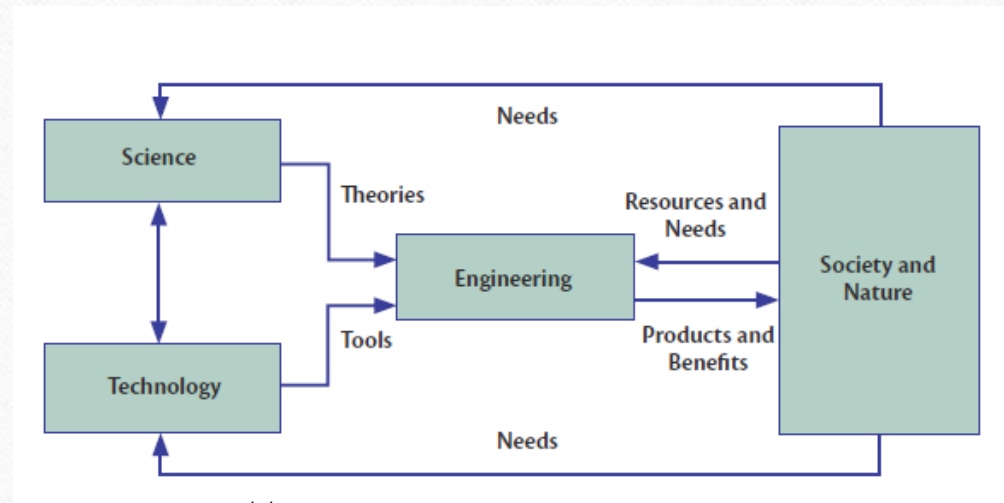 Needs
Science
Theories
Resources and
Needs
Engineering
Society and
Nature
Tools
Products and
Benefits
Technology
Needs